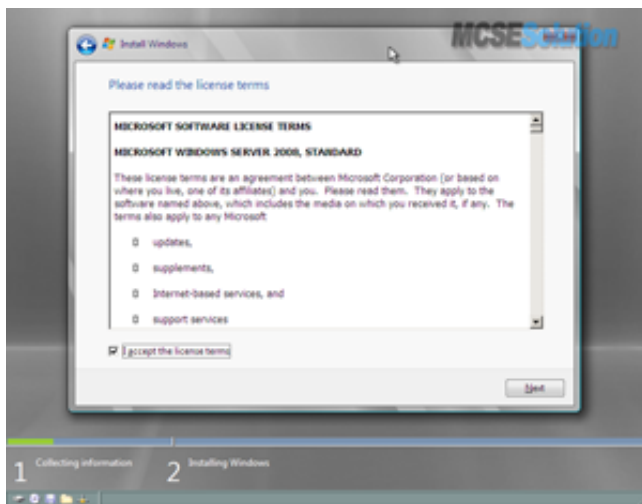 MCSESolution
Install Windows
Please read the license terms
MICROSOFT SOFTWARE LICENSE TERMS
MICROSOFT WINDOWS SERVER 2008, STANDARD
These license terms are an agreement between Microsoft Corporation (or based on
where you live, one of its affiliates) and you. Please read them. They apply to the
software named above, which includes the media on which you received it, if any. The
terms also apply to any Microsoft
updates,
supplements,
Internet-based services, and
support services
I accept the license terms
Next
1 Collecting information 2 Installing Windows